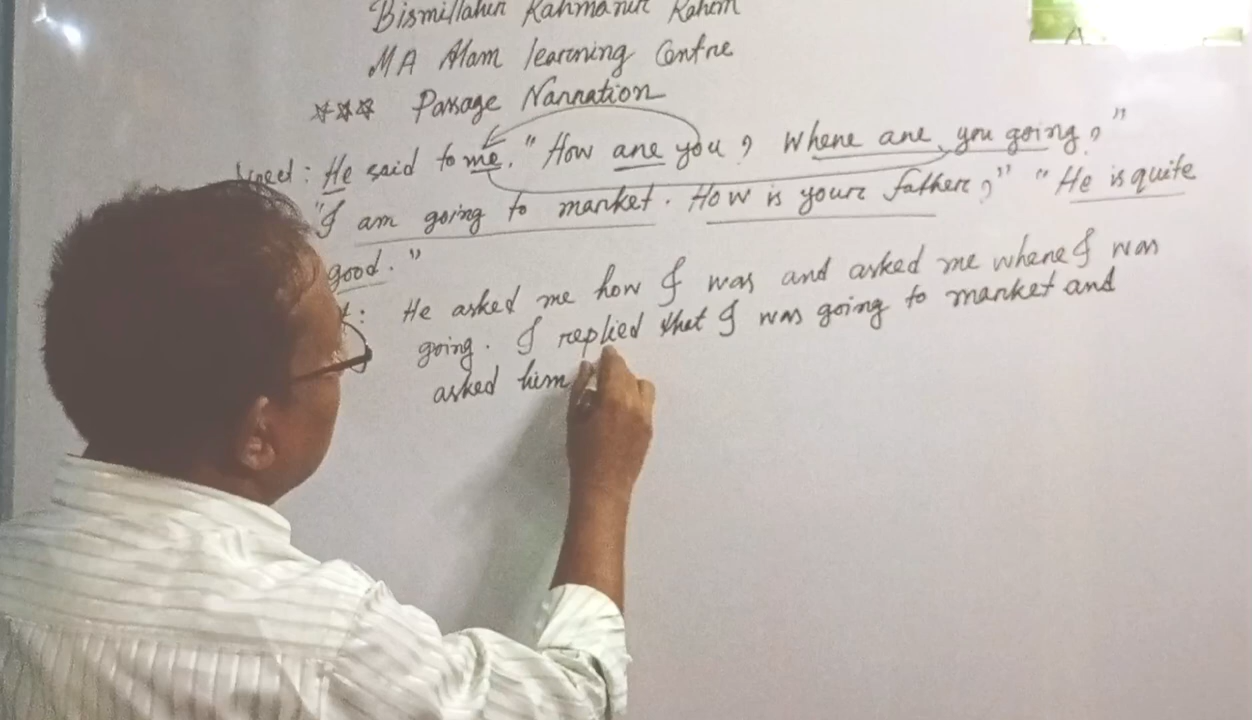 Bismillahir Rahmanir Rahim
MA Alam learning Centre
*** Passage Narration
He said to me, "How are you? Where are you going?"
"I am going to market. How is your father?" "He is quite
good."
: He asked me how I was and asked me where I was
going. I replied that I was going to market and
asked him